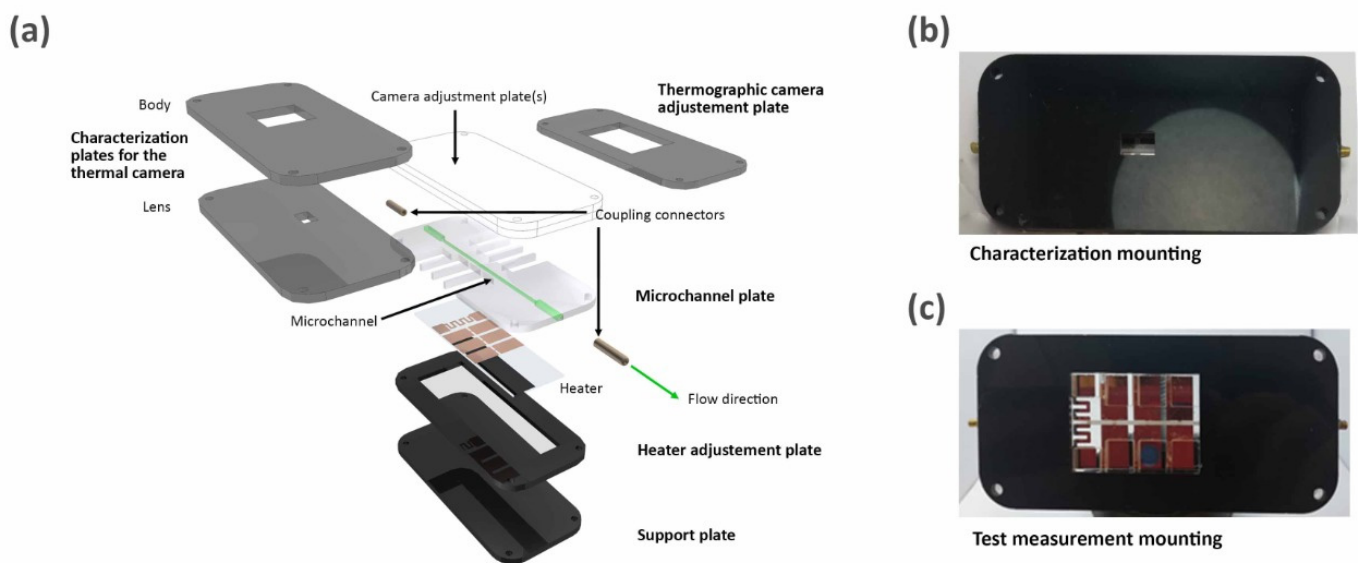 (a)
Body
Characterization
plates for the
thermal camera
Lens
Camera adjustment plate(s)
Thermographic camera
adjustement plate
Coupling connectors
Microchannel plate
Microchannel
Heater
Flow direction
Heater adjustement plate
Support plate
(b)
Characterization mounting
(c)
Test measurement mounting